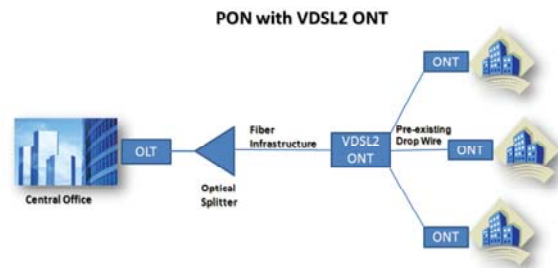 PON with VDSL2 ONT
ONT
Fiber
Infrastructure
VDSL2
ONT
Pre-existing
Drop Wire
ONT
OLT
Optical
Splitter
Central Office
ONT